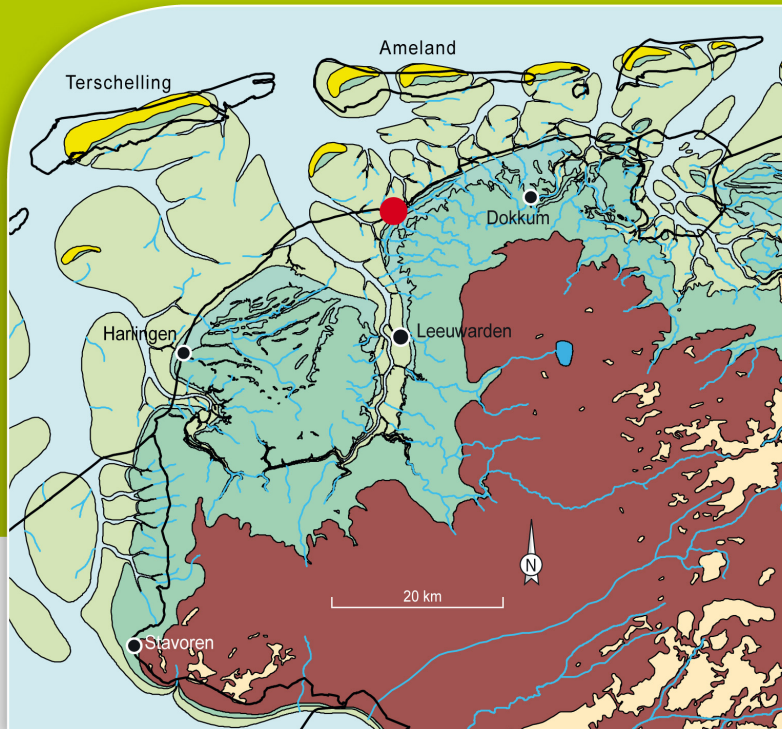 Ameland
Terschelling
Dokkum
Harlingen
Leeuwarden
N
20 km
Stavoren